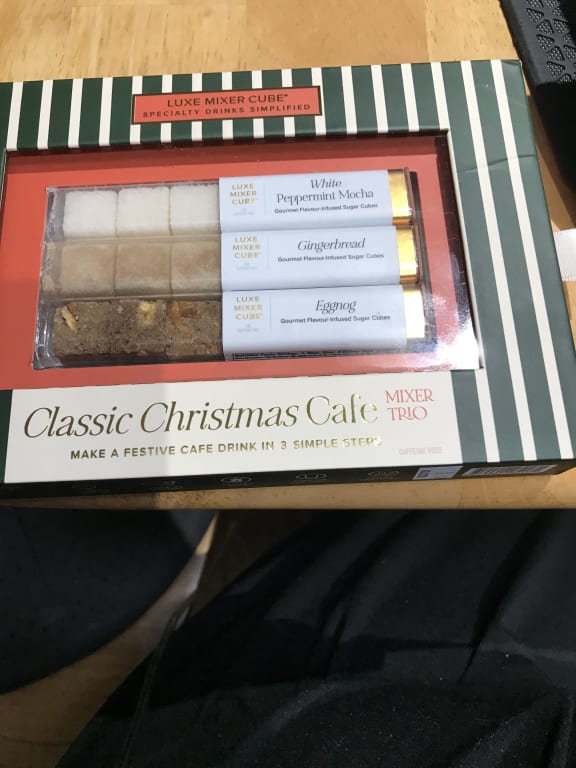 LUXE MIXER CUBE®
SPECIALTY DRINKS SIMPLIFIED
LUXE
MIXER
CUBE®
White
Peppermint Mocha
Gourmet Flavour-Infused Sugar Cubes
LUXE
MIXER
CUBE®
Gingerbread
Gourmet Flavour-Infused Sugar Cubes
LUXE
MIXER
CUBE®
Eggnog
Gourmet Flavour-Infused Sugar Cubes
Classic Christmas Cafe
MIXER
TRIO
MAKE A FESTIVE CAFE DRINK IN 3 SIMPLE STEPS
CAFFEINE FREE